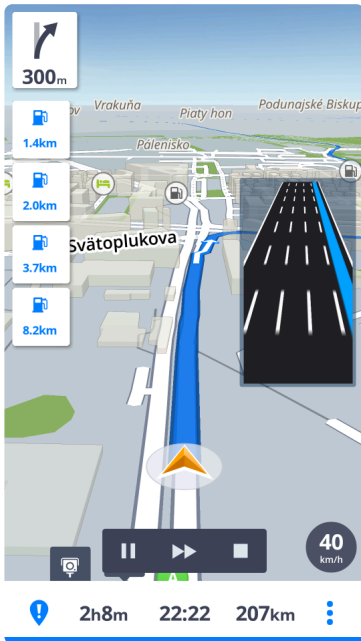 300m
Vrakuňa
Piaty hon
Podunajské Biskup
ov
1.4km
Pálenisko
2.0km
Svätoplukova
3.7km
8.2km
40
km/h
A
2h8m 22:22 207km